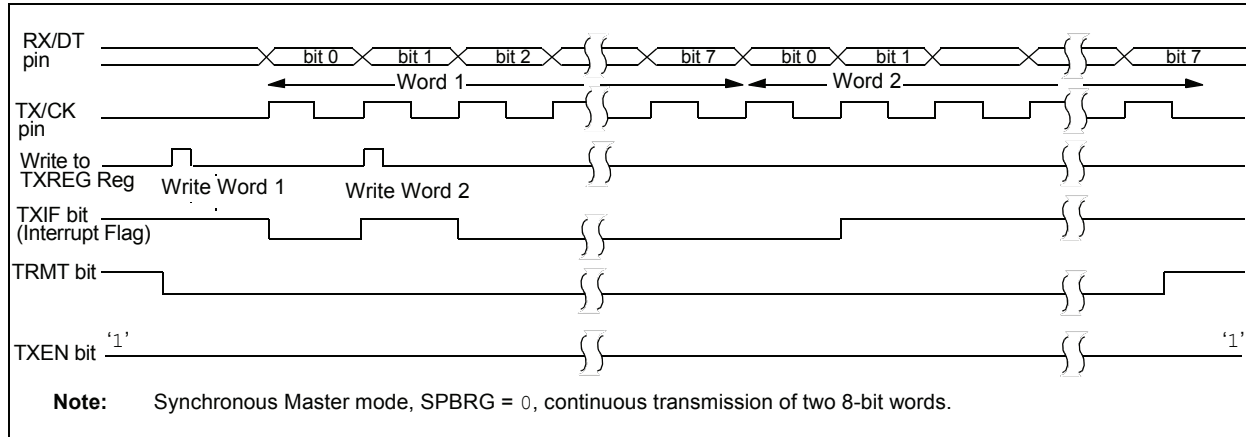 RX/DT
pin
bit 0 bit 1 bit 2 bit 7 bit 0 bit 1 bit 7
Word 1 Word 2
TX/CK
pin
Write to
TXREG Reg
Write Word 1 Write Word 2
TXIF bit
(Interrupt Flag)
TRMT bit
TXEN bit ‘1’ ‘1’
Note: Synchronous Master mode, SPBRG = 0, continuous transmission of two 8-bit words.